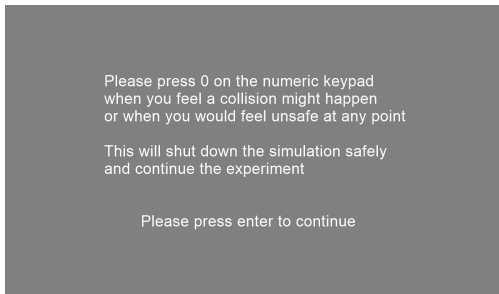 Please press 0 on the numeric keypad
when you feel a collision might happen
or when you would feel unsafe at any point
This will shut down the simulation safely
and continue the experiment
Please press enter to continue